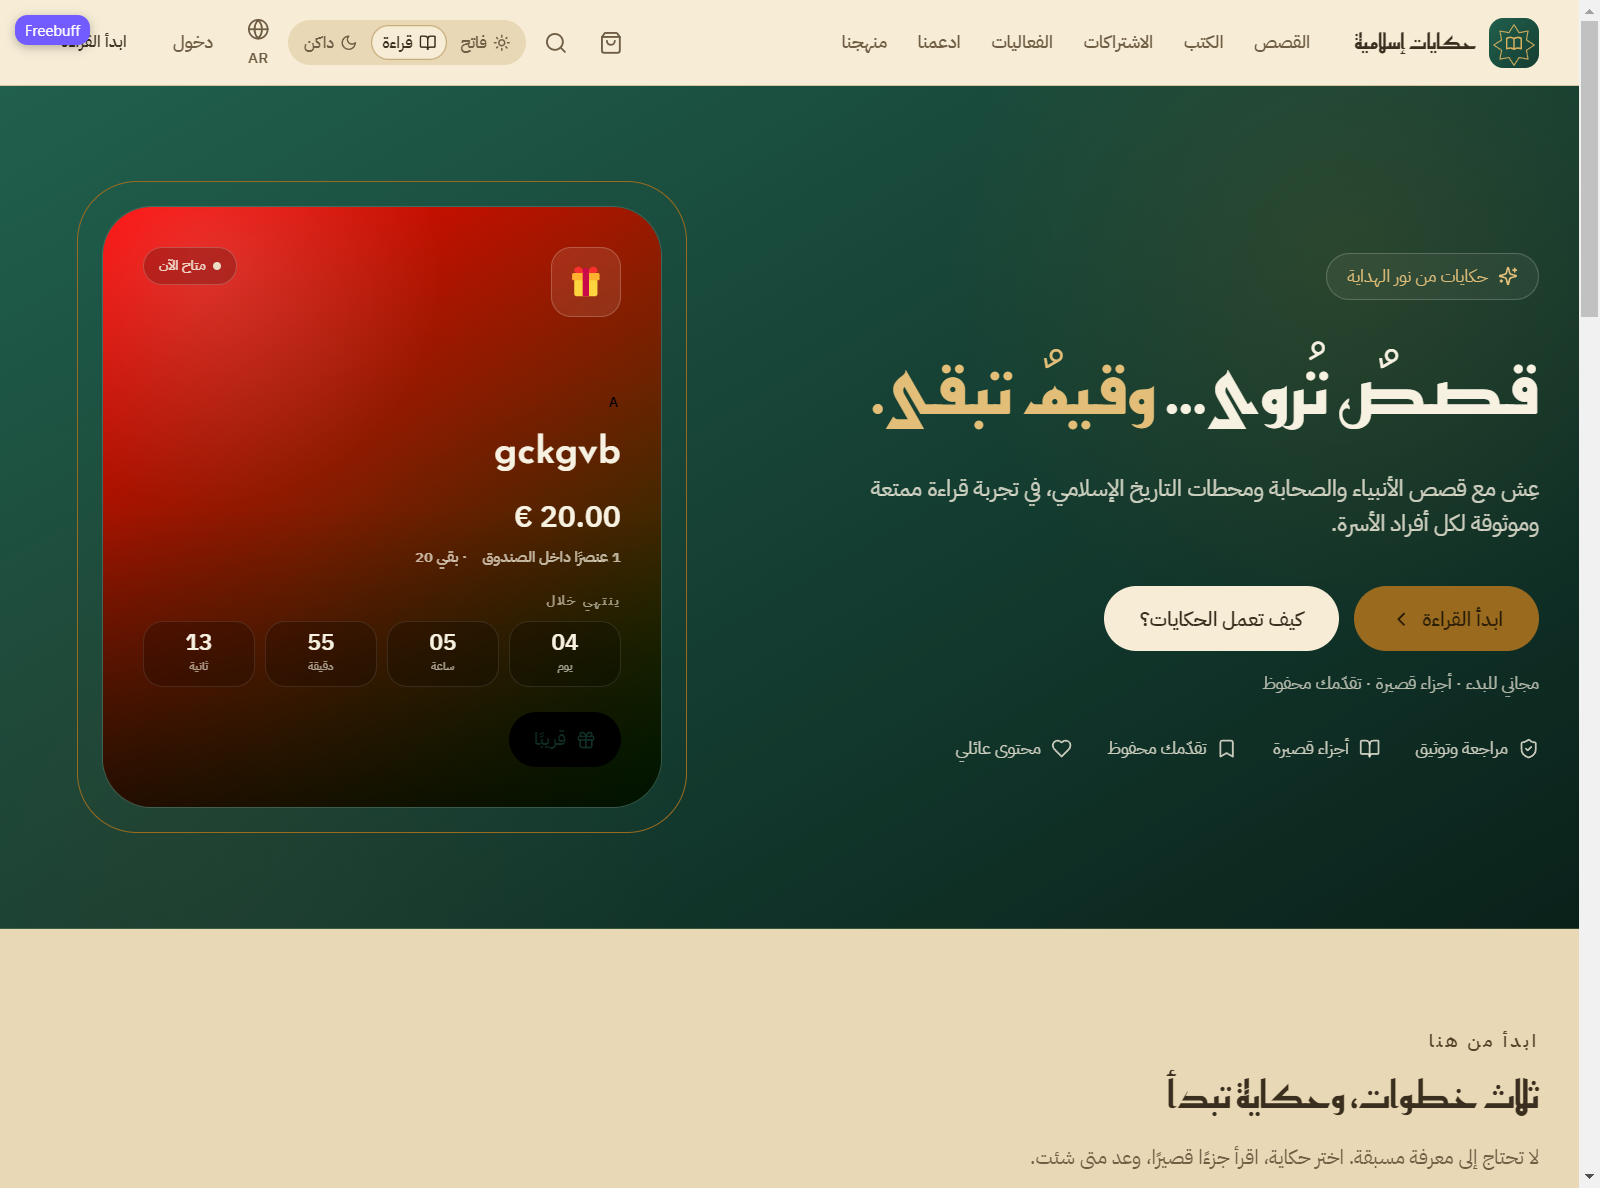 Freebuff
حكايات إسلامية
القصص
الكتب
الاشتراكات
الفعاليات
ادعمنا
منهجنا
فاتح
قراءة
داكن
AR
دخول
ابدأ القراءة
حكايات من نور الهداية
قصصٌ تُروى... وقيمٌ تبقى.
عِش مع قصص الأنبياء والصحابة ومحطات التاريخ الإسلامي، في تجربة قراءة ممتعة
وموثوقة لكل أفراد الأسرة.
ابدأ القراءة
كيف تعمل الحكايات؟
مجاني للبدء · أجزاء قصيرة · تقدّمك محفوظ
مراجعة وتوثيق
أجزاء قصيرة
تقدّمك محفوظ
محتوى عائلي
متاح الآن
A
gckgvb
€ 20.00
1 عنصرًا داخل الصندوق · بقي 20
ينتهي خلال
04 يوم
05 ساعة
55 دقيقة
13 ثانية
قريبًا
ابدأ من هنا
ثلاث خطوات، وحكاية تبدأ
لا تحتاج إلى معرفة مسبقة. اختر حكاية، اقرأ جزءًا قصيرًا، وعد متى شئت.